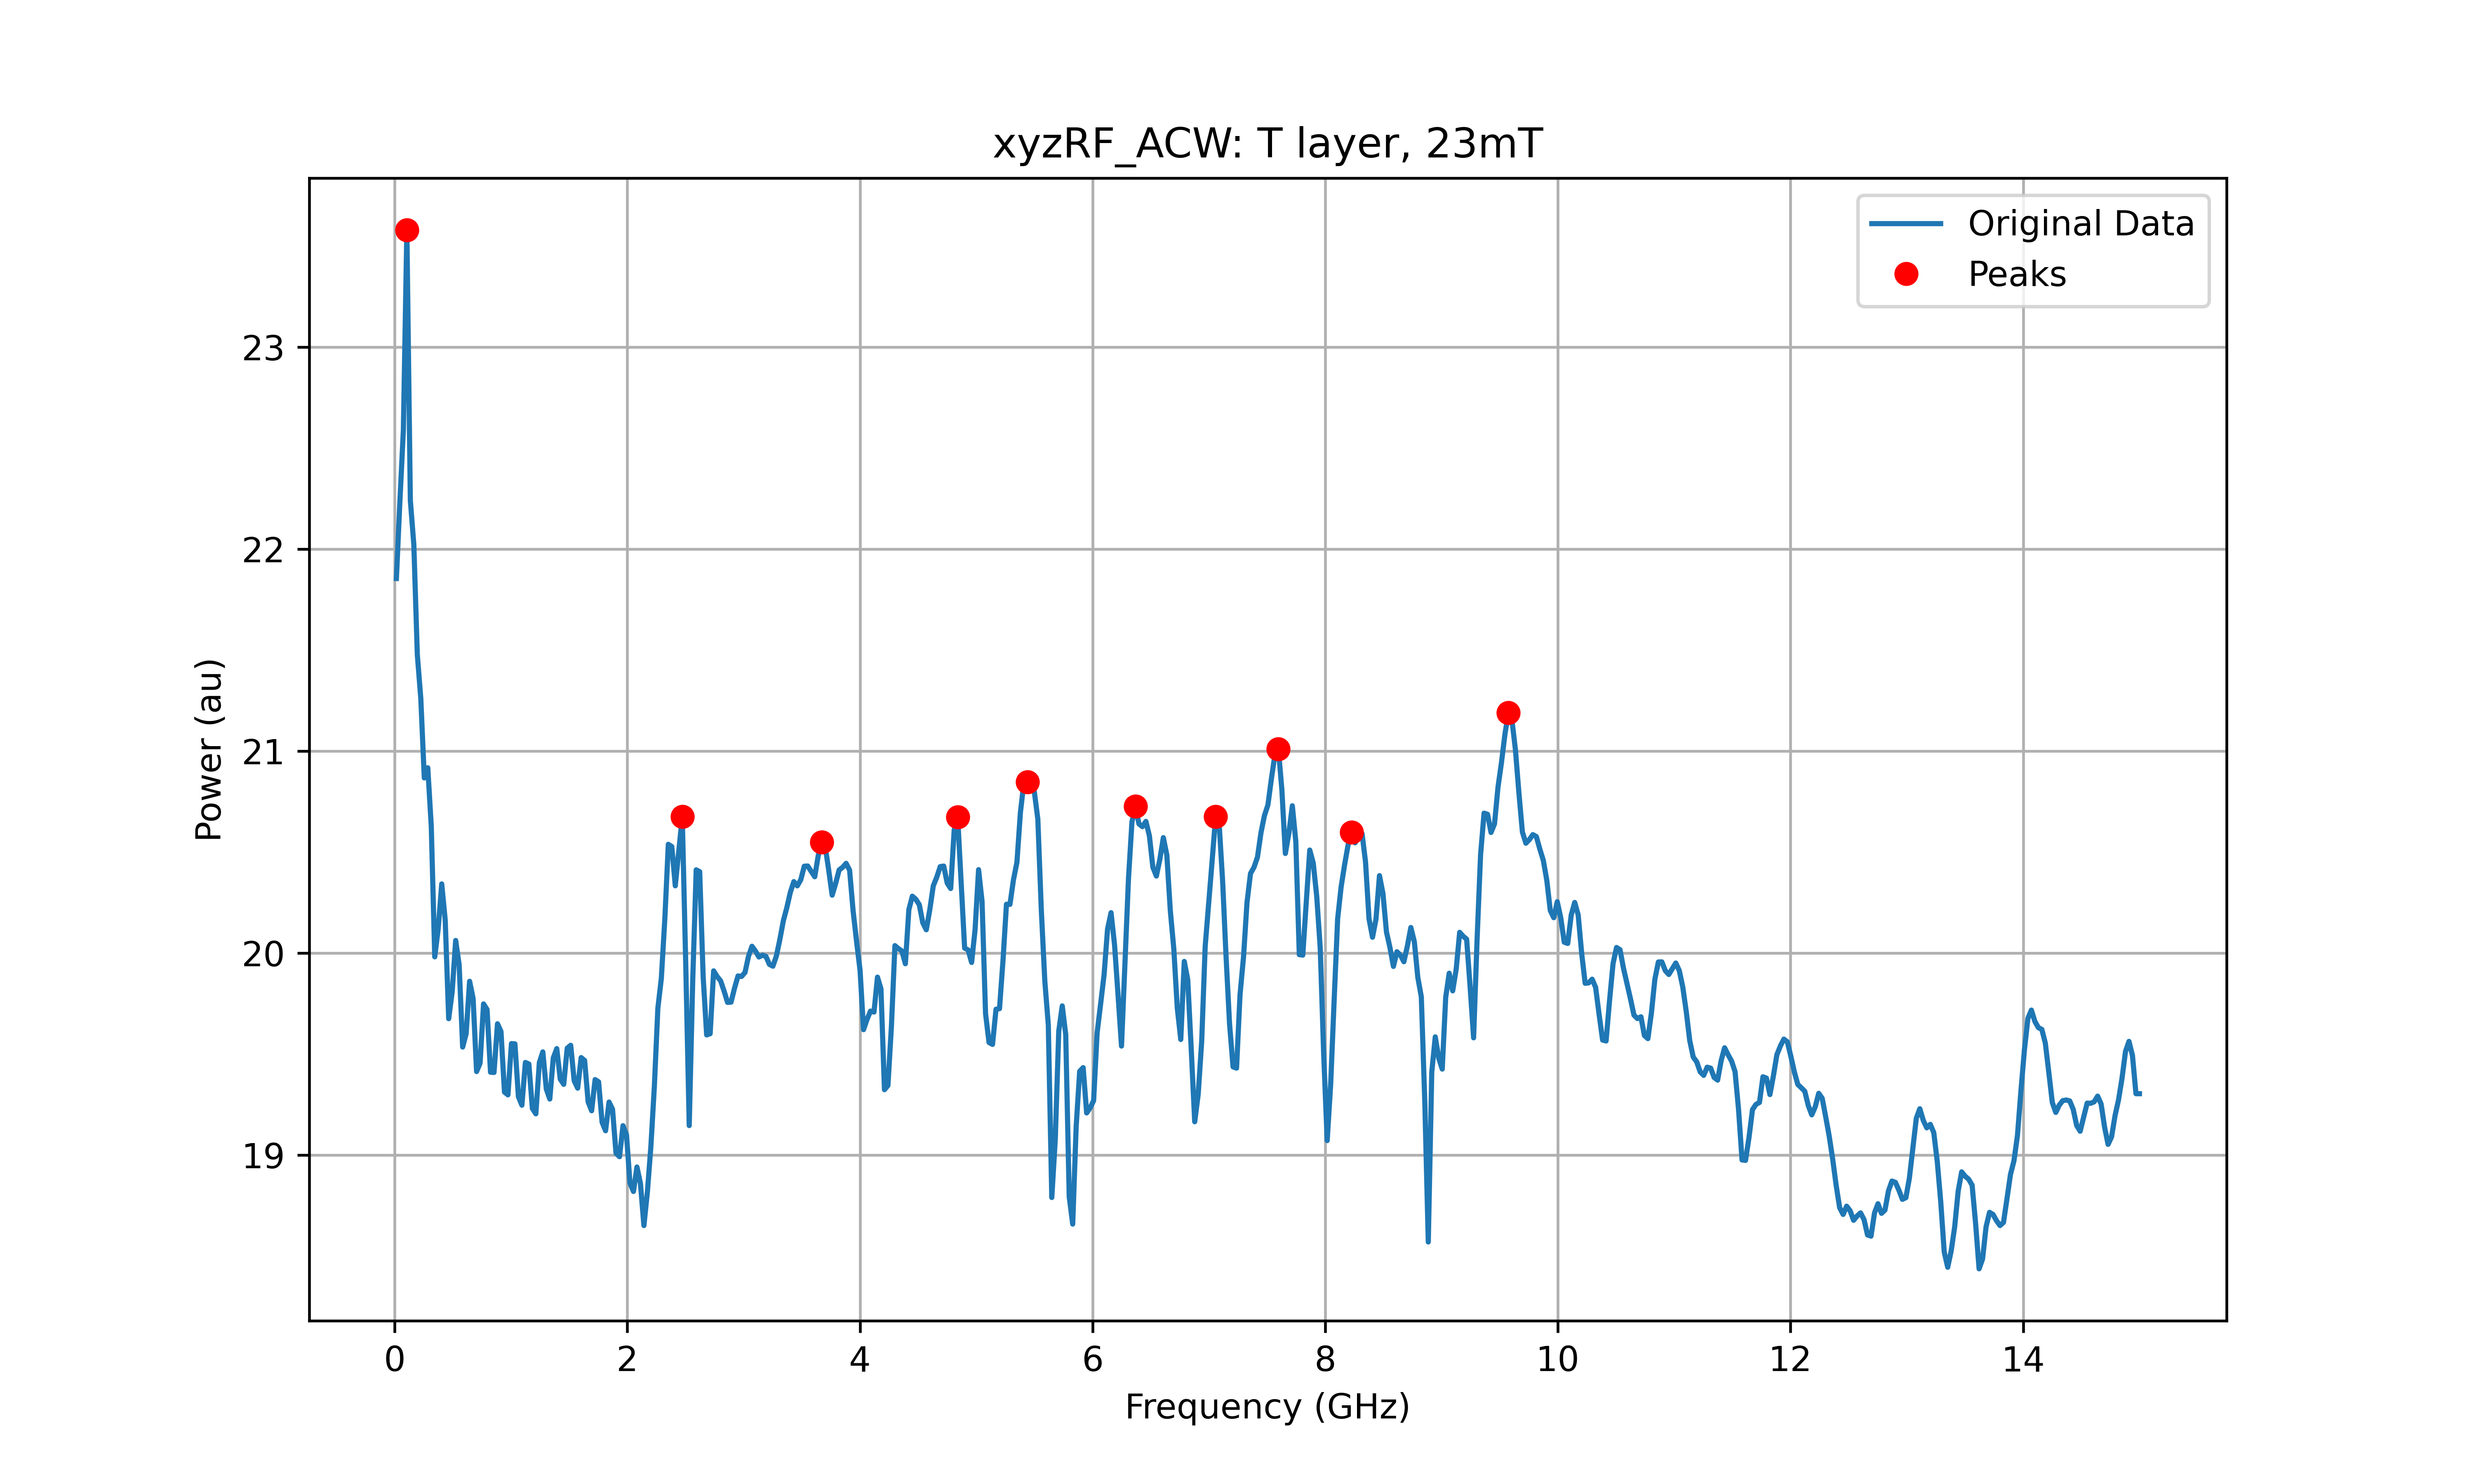 xyzRF_ACW: T layer, 23mT
Original Data
Peaks
23
22
21
20
19
Power (au)
0 2 4 6 8 10 12 14
Frequency (GHz)